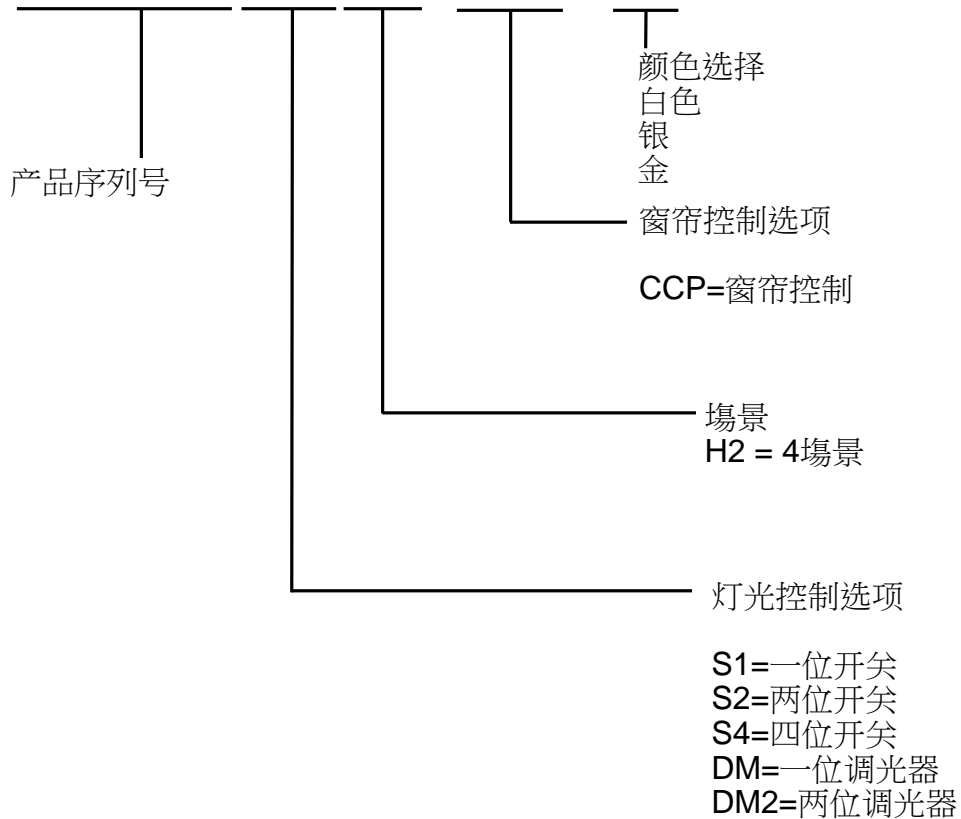 颜色选择
白色
银
金
产品序列号
窗帘控制选项
CCP=窗帘控制
塲景
H2 = 4塲景
灯光控制选项
S1=一位开关
S2=两位开关
S4=四位开关
DM=一位调光器
DM2=两位调光器